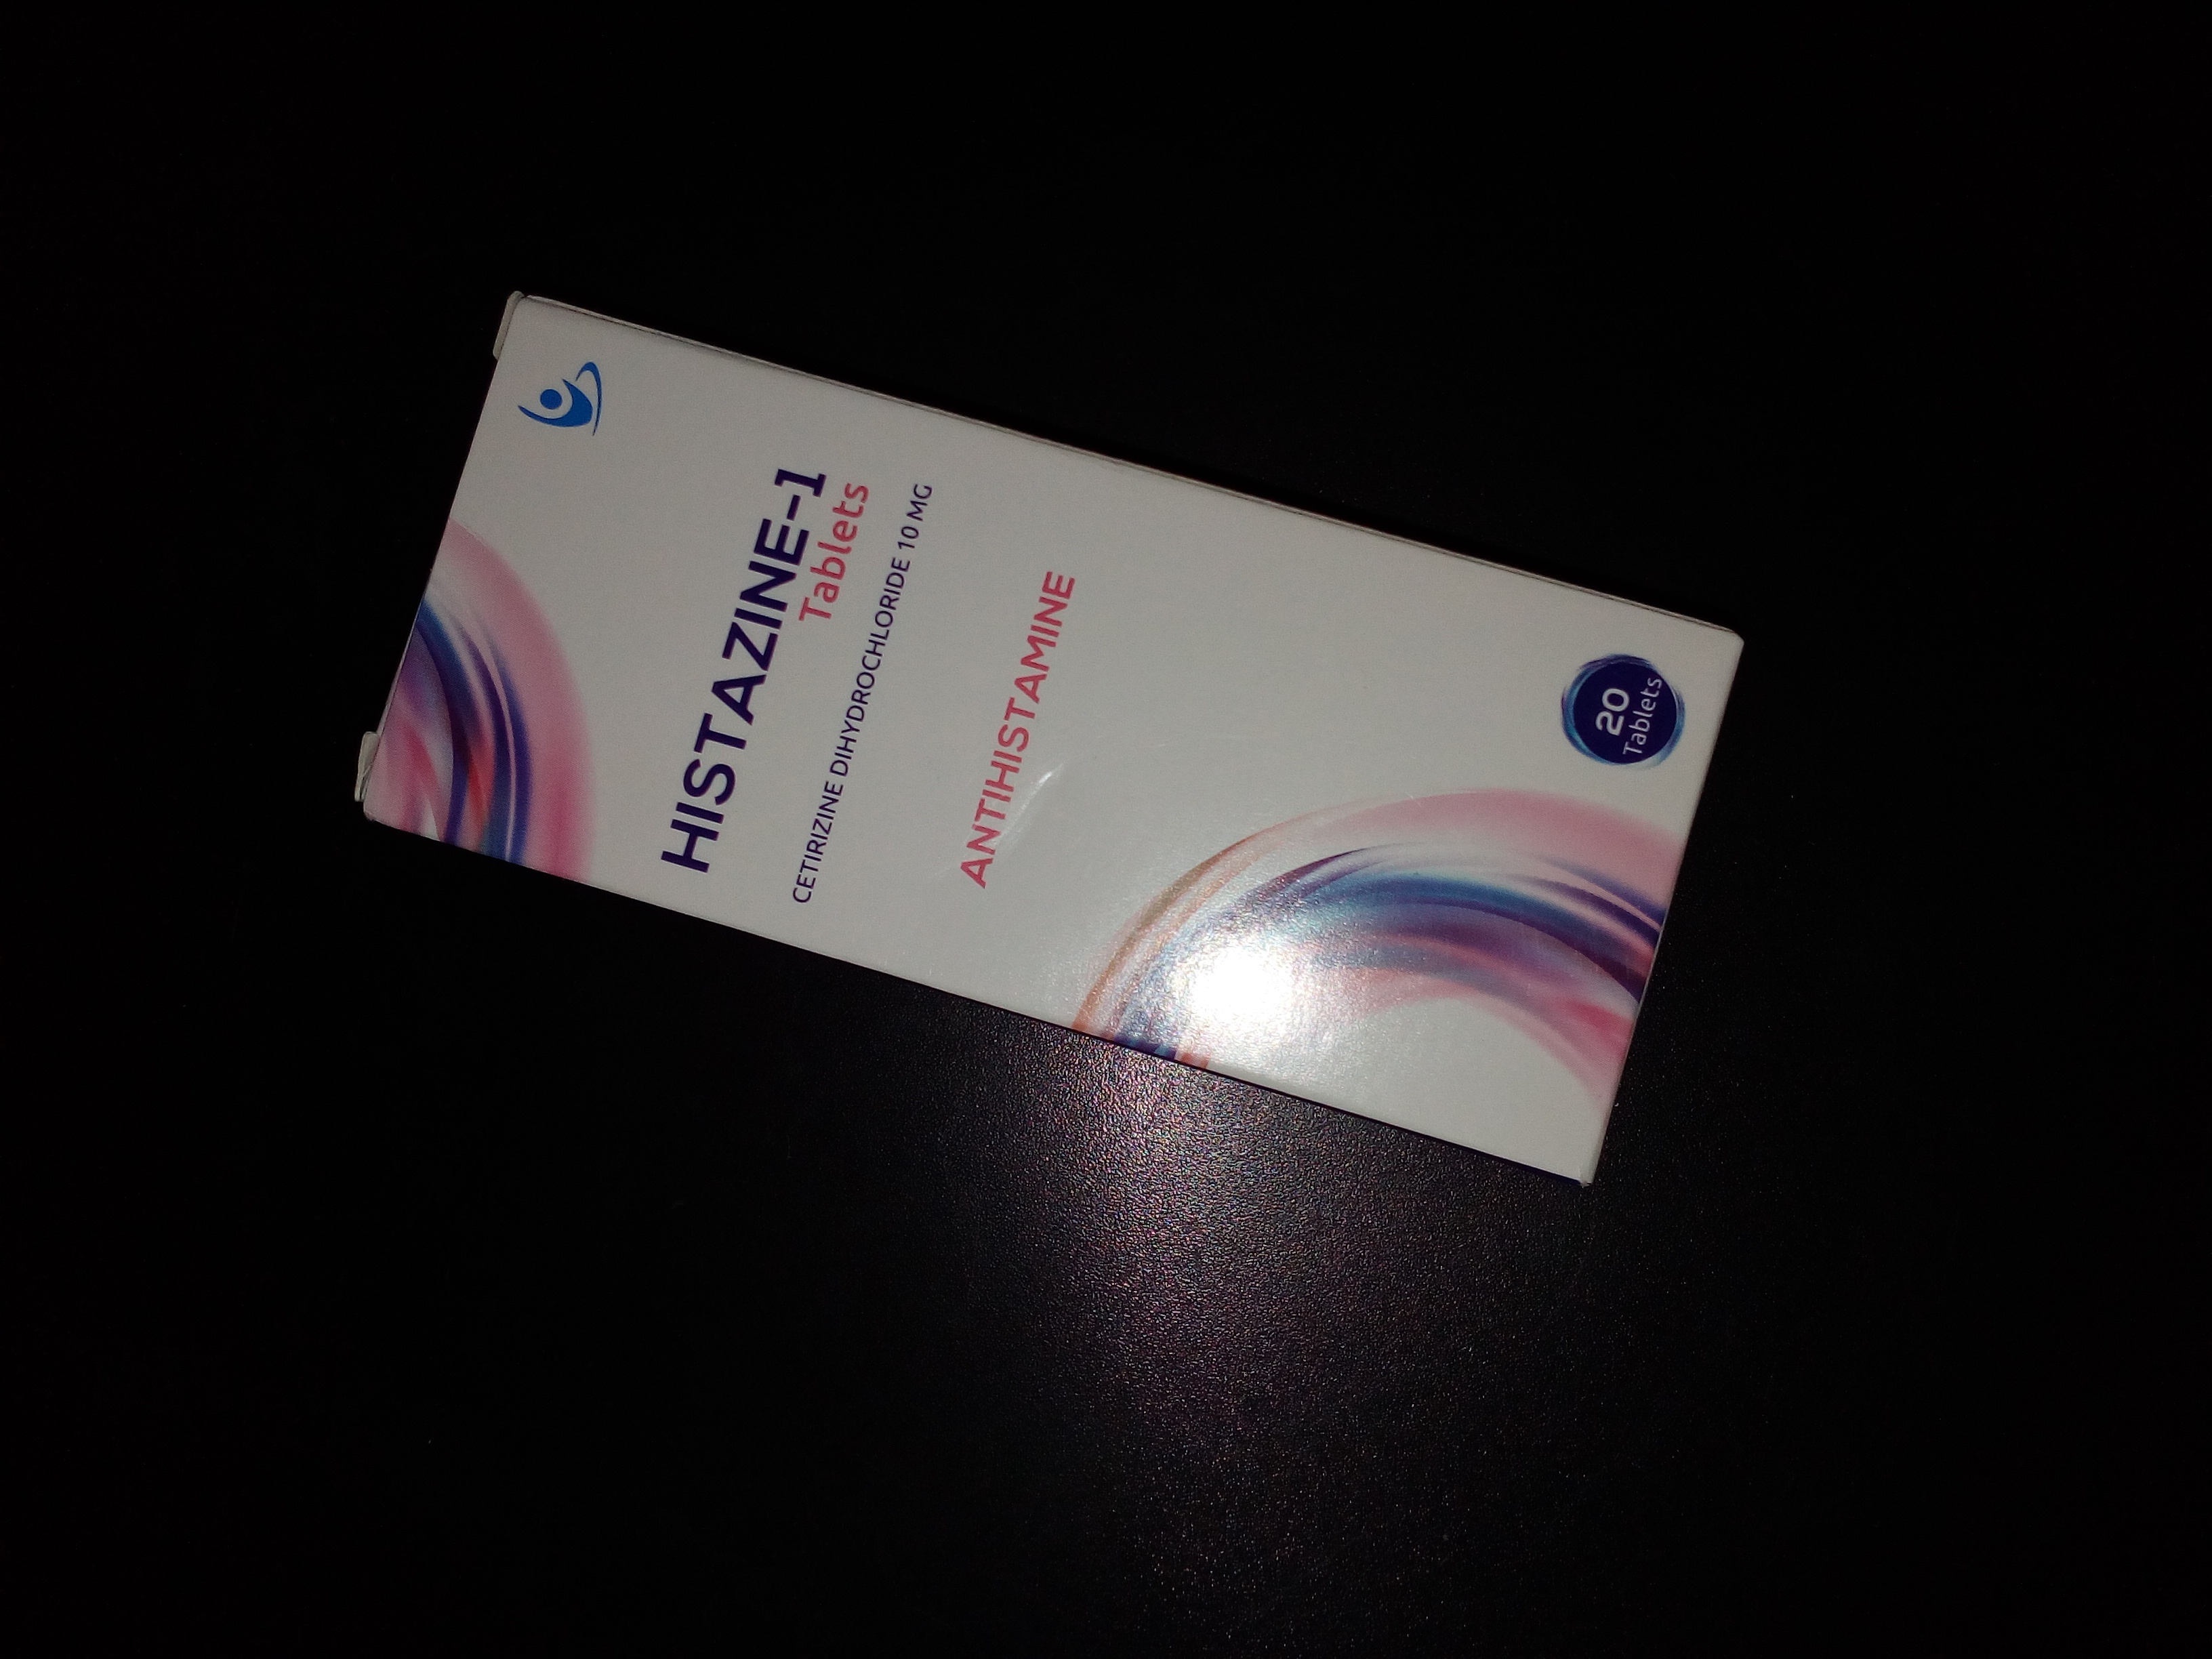 HISTAZINE-1
Tablets
CETIRIZINE DIHYDROCHLORIDE 10 MG
ANTIHISTAMINE
20
Tablets